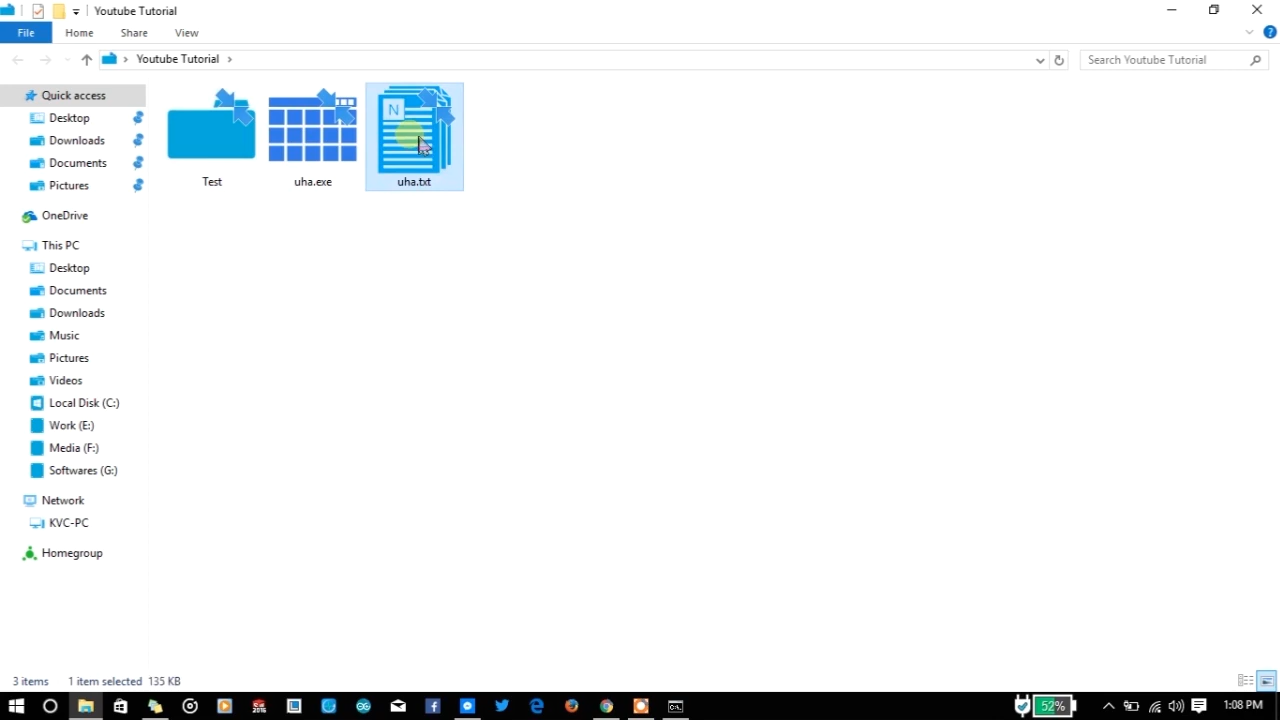 Youtube Tutorial
File Home Share View
Youtube Tutorial
Search Youtube Tutorial
Quick access
Desktop
Downloads
Documents
Pictures
OneDrive
This PC
Desktop
Documents
Downloads
Music
Pictures
Videos
Local Disk (C:)
Work (E:)
Media (F:)
Softwares (G:)
Network
KVC-PC
Homegroup
N
Test uha.exe uha.txt
3 items 1 item selected 135 KB
52% 1:08 PM